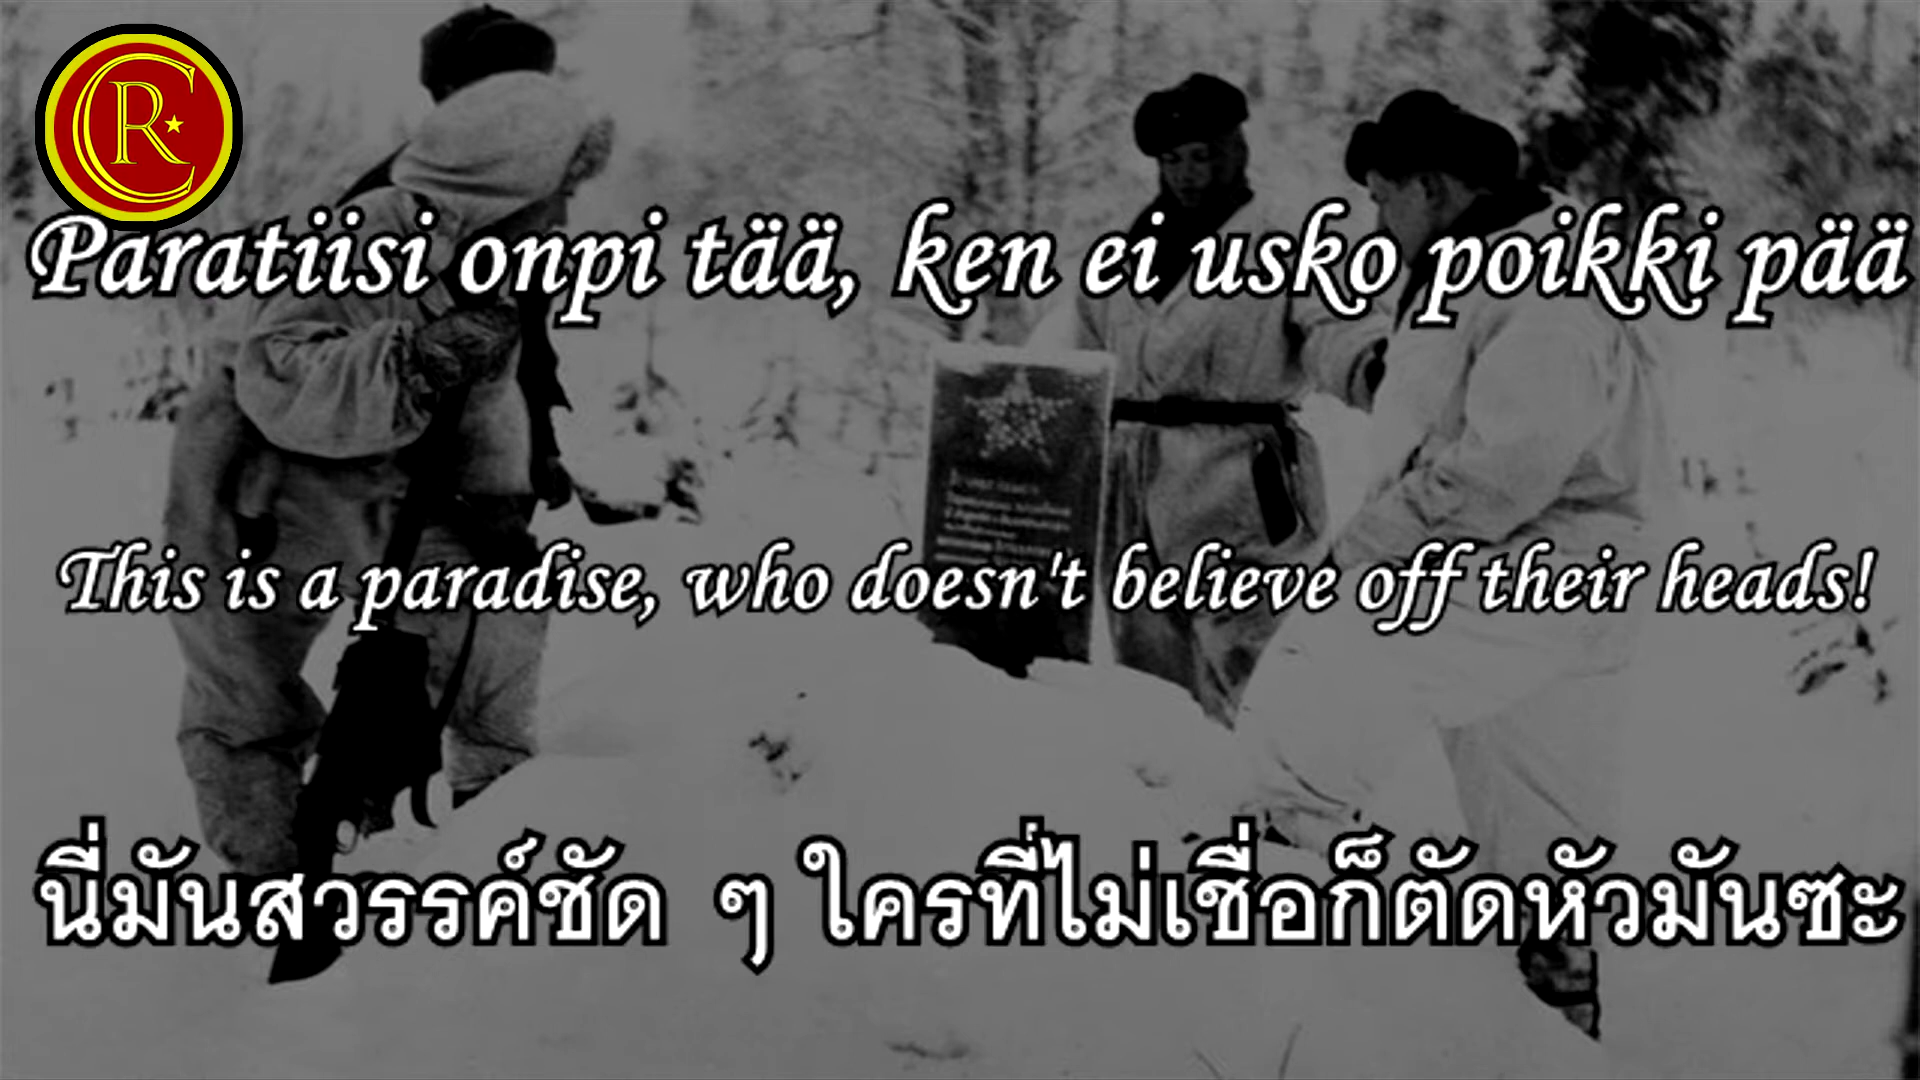 CR
Paratiisi onpi tää, ken ei usko poikki pää
This is a paradise, who doesn't believe off their heads!
นี่มันสวรรค์ชัด ๆ ใครที่ไม่เชื่อก็ตัดหัวมันซะ